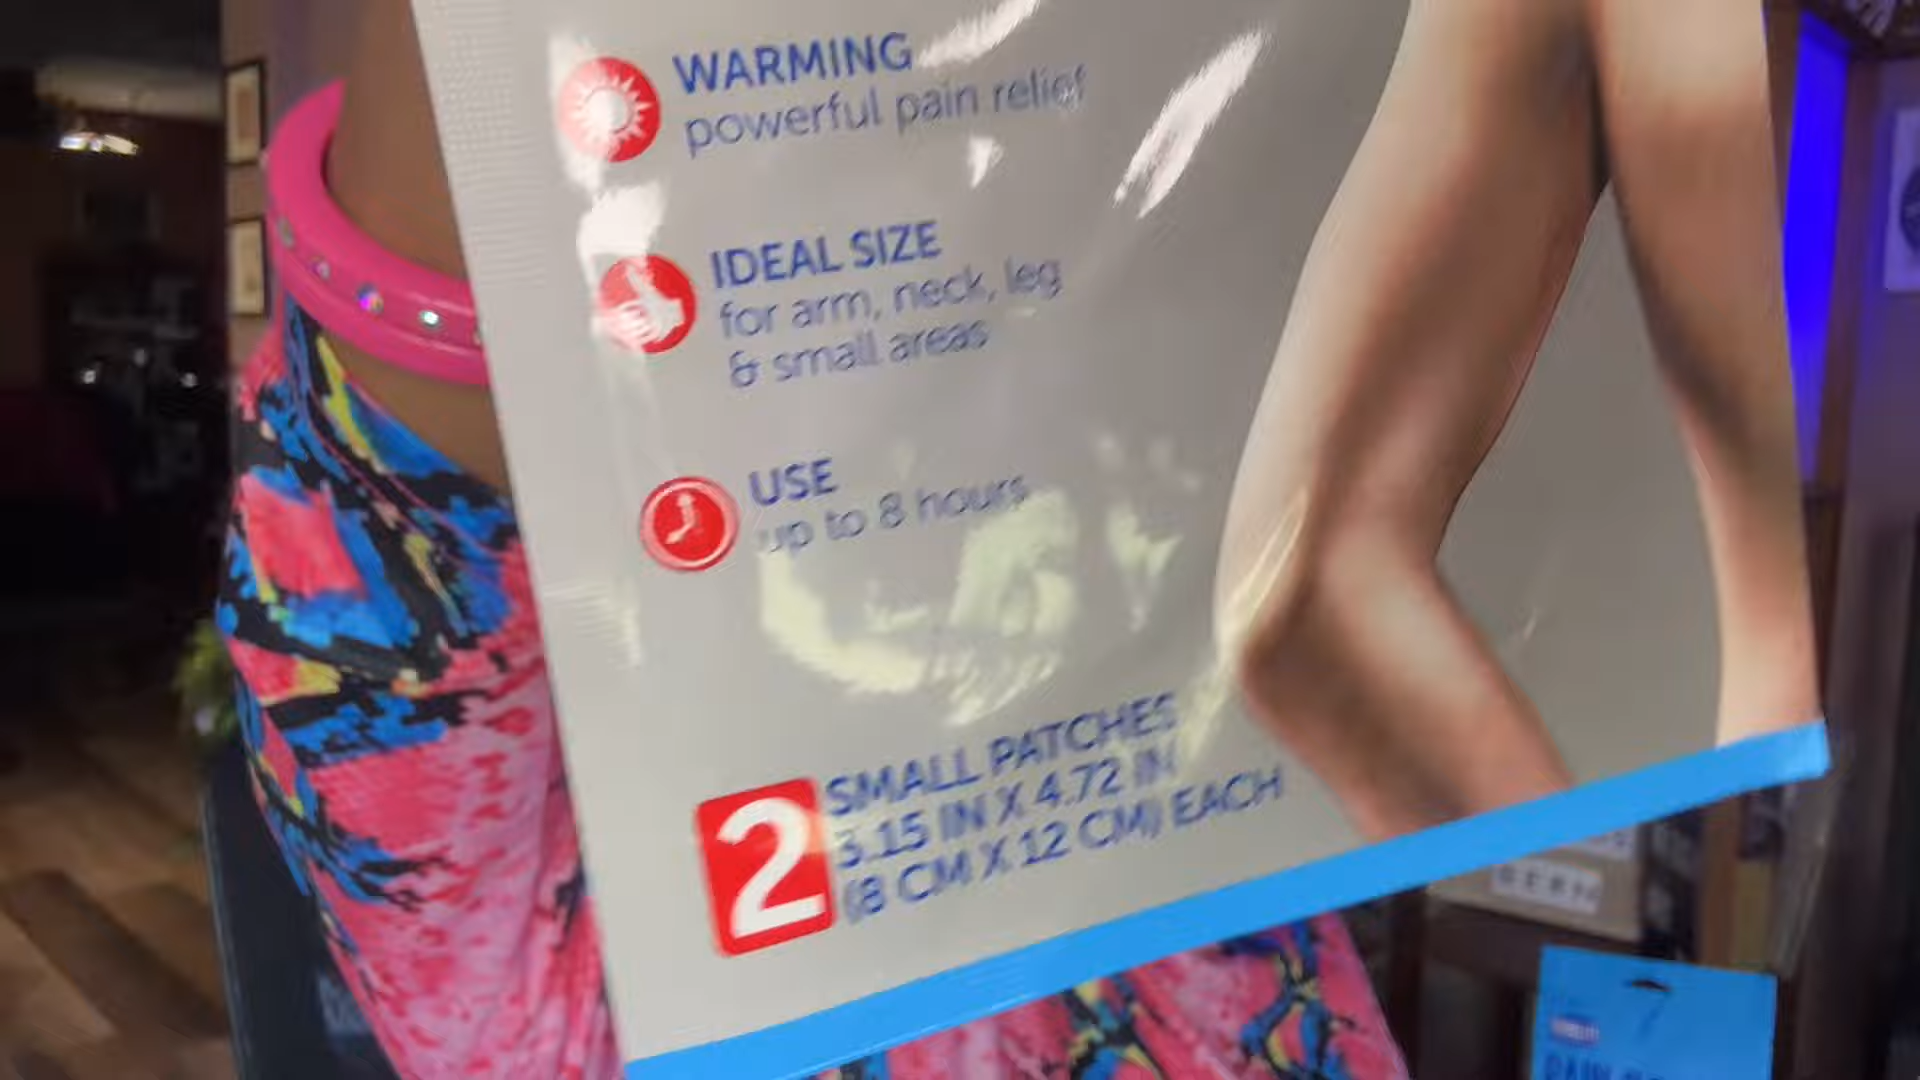 WARMING
powerful pain relief
IDEAL SIZE
for arm, neck, leg
& small areas
USE
up to 8 hours
2
SMALL PATCHES
3.15 IN X 4.72 IN
(8 CM X 12 CM) EACH